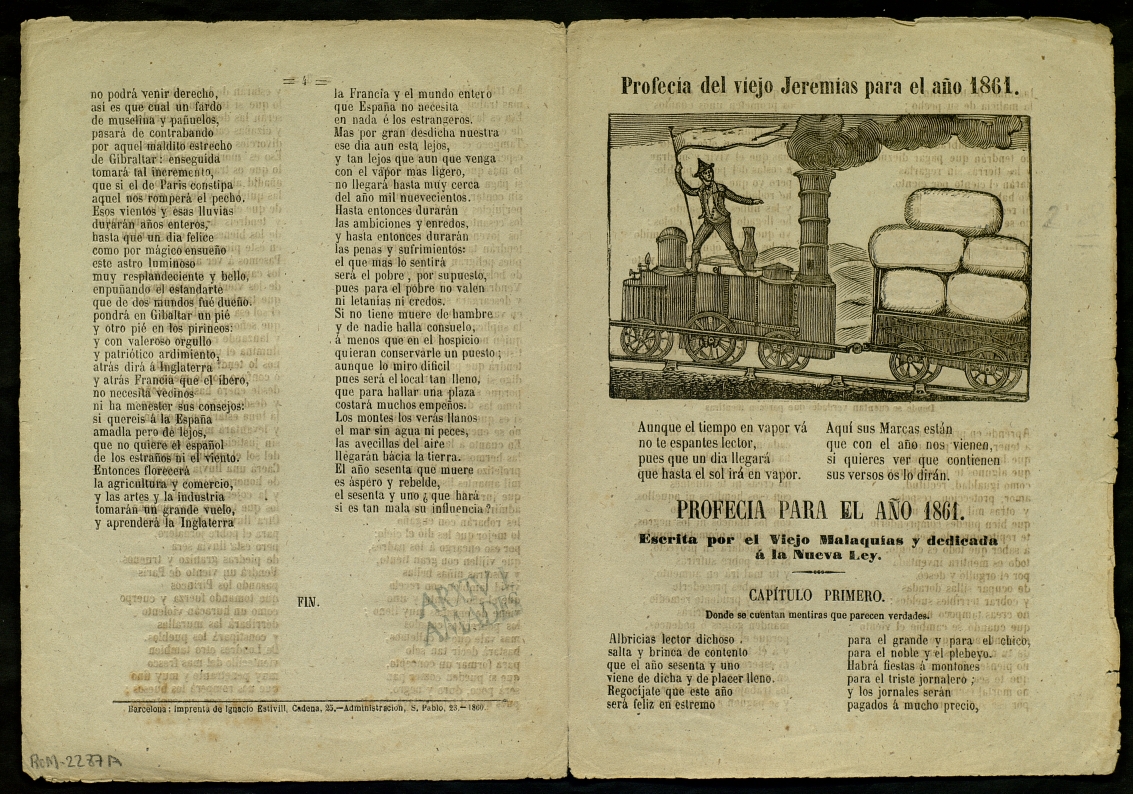 = 4 =
no podrá venir derecho,
asi es que cual un fardo
de muselina y pañuelos,
pasará de contrabando
por aquel maldito estrecho
de Gibraltar: enseguida
tomará tal incremento,
que si el de Paris constipa
aquel nos romperá el pecho.
Esos vientos y esas lluvias
durarán años enteros,
hasta que un dia felice
como por mágico ensueño
este astro luminoso
muy resplandeciente y bello,
empuñando el estandarte
que de dos mundos fué dueño.
pondrá en Gibaltar un pié
y otro pié en los pirineos:
y con valeroso orgullo
y patriótico ardimiento,
atrás dirá á Inglaterra
y atrás Francia que el ibero,
no necesita vecinos
ni ha menester sus consejos:
si quereis á la España
amadla pero de lejos,
que no quiere el español
de los estraños ni el viento.
Entonces florecerá
la agricultura y comercio,
y las artes y la industria
tomarán un grande vuelo,
y aprenderá la Inglaterra
la Francia y el mundo entero
que España no necesita
en nada é los estrangeros.
Mas por gran desdicha nuestra
ese dia aun esta lejos,
y tan lejos que aun que venga
con el vápor mas ligero,
no llegará hasta muy cerca
del año mil nuevecientos.
Hasta entonces durarán
las ambiciones y enredos,
y hasta entonces durarán
las penas y sufrimientos:
el que mas lo sentirá
será el pobre, por supuesto,
pues para el pobre no valen
ni letanías ni credos.
Si no tiene muere de hambre
y de nadie halla consuelo,
á menos que en el hospicio
quieran conservárle un puesto;
aunque lo miro dificil
pues será el local tan lleno,
que para hallar una plaza
costará muchos empeños.
Los montes los verás llanos
el mar sin agua ni peces,
las avecillas del aire
llegarán hácia la tierra.
El año sesenta que muere
es áspero y rebelde,
el sesenta y uno ¿que hará
si es tan mala su influencia?
FIN.
ARXIU
Barcelona: Imprenta de Ignacio Estivill, Cadena, 25,—Administracion, S. Pablo, 23.—1860.
ROM-2277A
Profecía del viejo Jeremías para el año 1861.
2
Aunque el tiempo en vapor vá
no te espantes lector,
pues que un dia llegará
que hasta el sol irá en vapor.
Aquí sus Marcas están
que con el año nos vienen,
si quieres ver que contienen
sus versos os lo dirán.
PROFECIA PARA EL AÑO 1861.
Escrita por el Viejo Malaquías y dedicada
á la Nueva Ley.
CAPÍTULO PRIMERO.
Donde se cuentan mentiras que parecen verdades.
Albricias lector dichoso
salta y brinca de contento
que el año sesenta y uno
viene de dicha y de placer lleno.
Regocíjate que este año
será feliz en estremo
para el grande y para el chico,
para el noble y el plebeyo.
Habrá fiestas á montones
para el triste jornalero;
y los jornales serán
pagados á mucho precio,